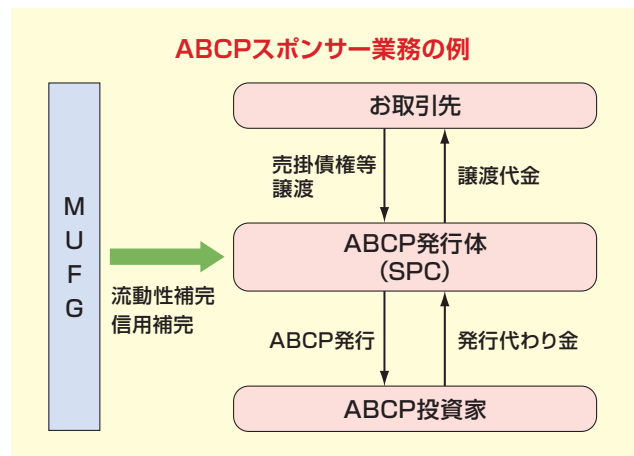 ABCPスポンサー業務の例
お取引先
売掛債権等
譲渡
譲渡代金
MUFG
ABCP発行体
（SPC）
流動性補完
信用補完
ABCP発行
発行代わり金
ABCP投資家